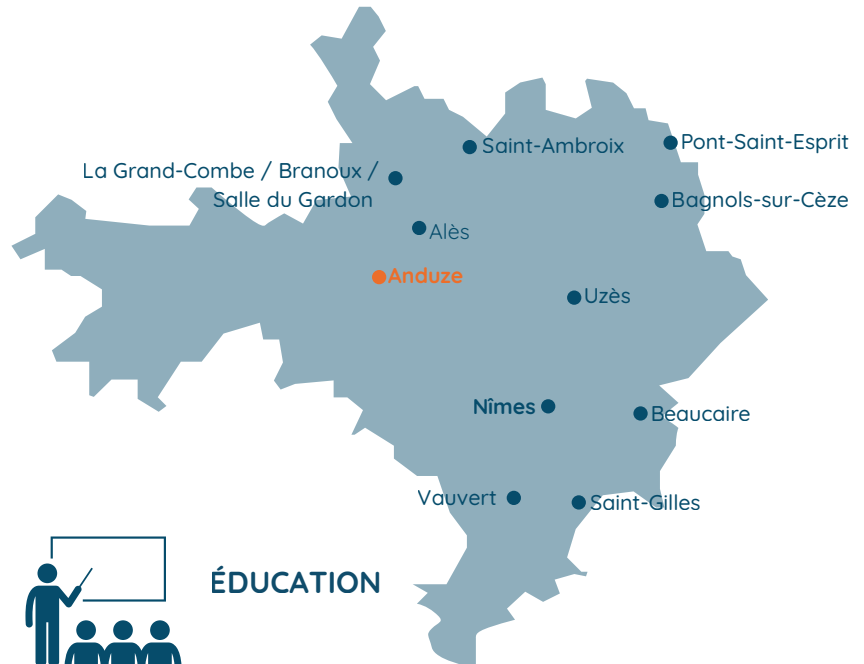 Saint-Ambroix
Pont-Saint-Esprit
La Grand-Combe / Branoux /
Salle du Gardon
Bagnols-sur-Cèze
Alès
Anduze
Uzès
Nîmes
Beaucaire
Vauvert
Saint-Gilles
ÉDUCATION